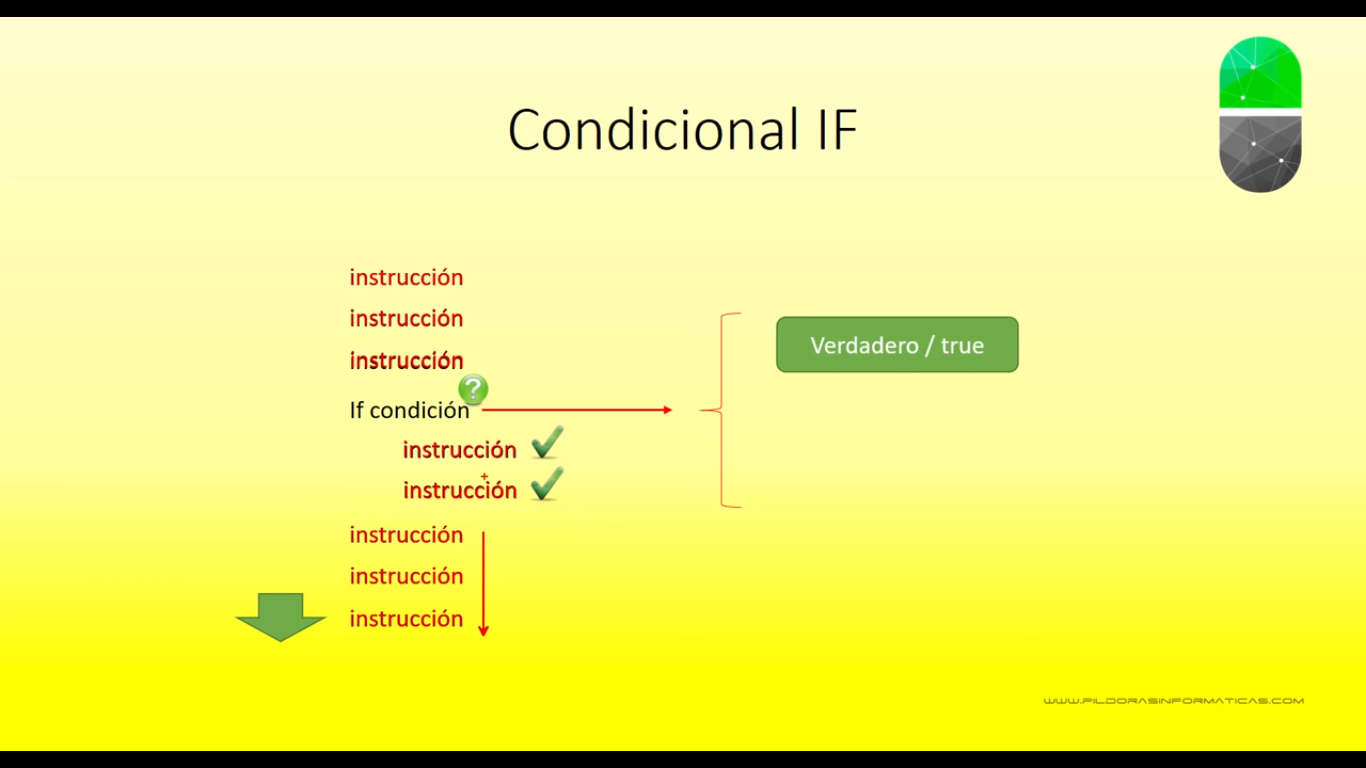 Condicional IF
instrucción
instrucción
instrucción
?
If condición
instrucción
instrucción
instrucción
instrucción
instrucción
Verdadero / true
WWW.PILDORASINFORMATICAS.COM